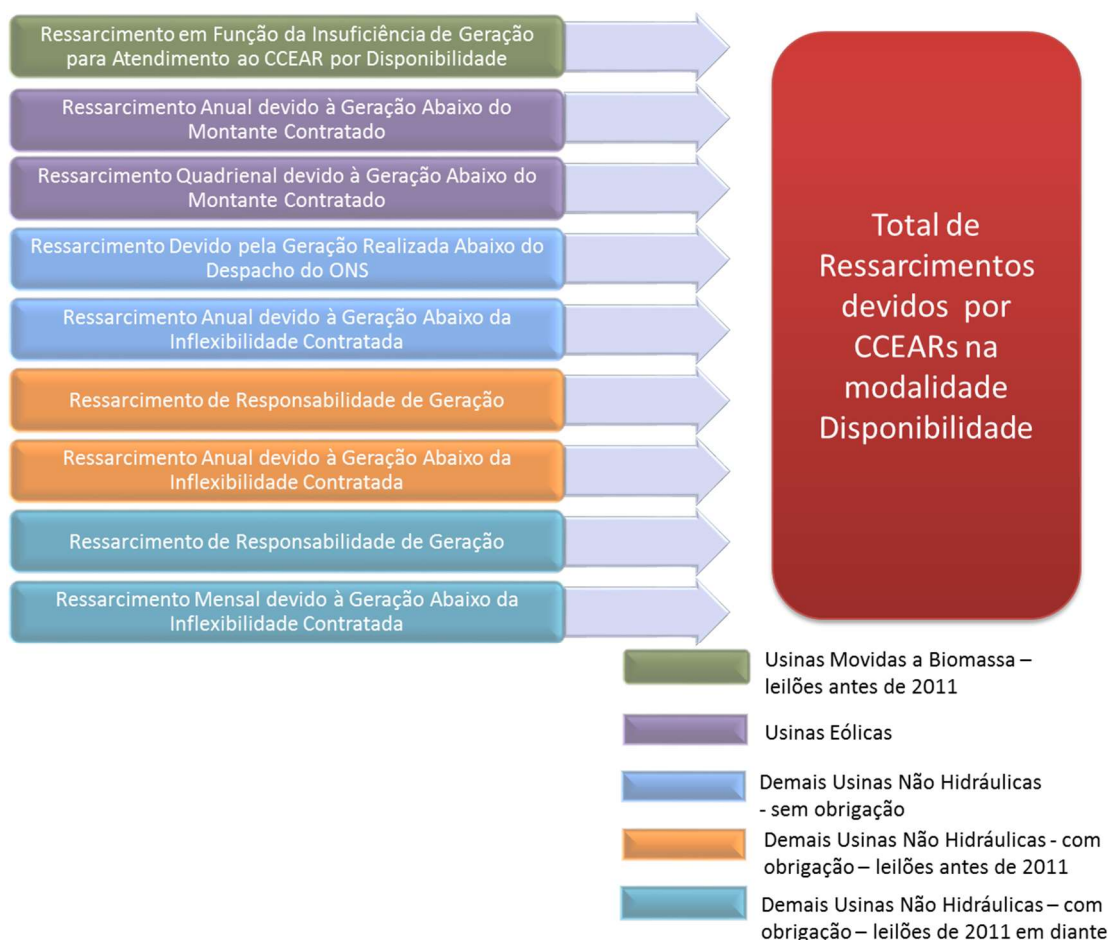 Ressarcimento em Função da Insuficiência de Geração
para Atendimento ao CCEAR por Disponibilidade
Ressarcimento Anual devido à Geração Abaixo do
Montante Contratado
Ressarcimento Quadrienal devido à Geração Abaixo do
Montante Contratado
Ressarcimento Devido pela Geração Realizada Abaixo do
Despacho do ONS
Ressarcimento Anual devido à Geração Abaixo da
Inflexibilidade Contratada
Ressarcimento de Responsabilidade de Geração
Ressarcimento Anual devido à Geração Abaixo da
Inflexibilidade Contratada
Ressarcimento de Responsabilidade de Geração
Ressarcimento Mensal devido à Geração Abaixo da
Inflexibilidade Contratada
Total de
Ressarcimentos
devidos por
CCEARs na
modalidade
Disponibilidade
Usinas Movidas a Biomassa –
leilões antes de 2011
Usinas Eólicas
Demais Usinas Não Hidráulicas
- sem obrigação
Demais Usinas Não Hidráulicas - com
obrigação – leilões antes de 2011
Demais Usinas Não Hidráulicas – com
obrigação – leilões de 2011 em diante